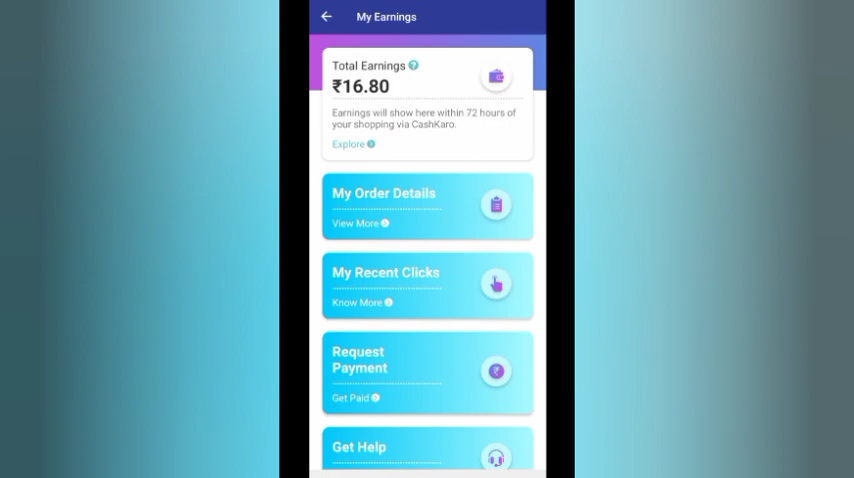 My Earnings
Total Earnings ?
₹16.80
Earnings will show here within 72 hours of
your shopping via CashKaro.
Explore
My Order Details
View More
My Recent Clicks
Know More
Request
Payment
₹
Get Paid
Get Help